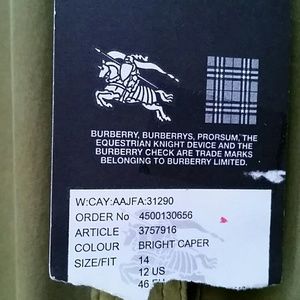 BURBERRY, BURBERRYS, PRORSUM, THE
EQUESTRIAN KNIGHT DEVICE AND THE
BURBERRY CHECK ARE TRADE MARKS
BELONGING TO BURBERRY LIMITED.
W:CAY:AAJFA:31290
ORDER No 4500130656
ARTICLE 3757916
COLOUR BRIGHT CAPER
SIZE/FIT 14
12 US
46